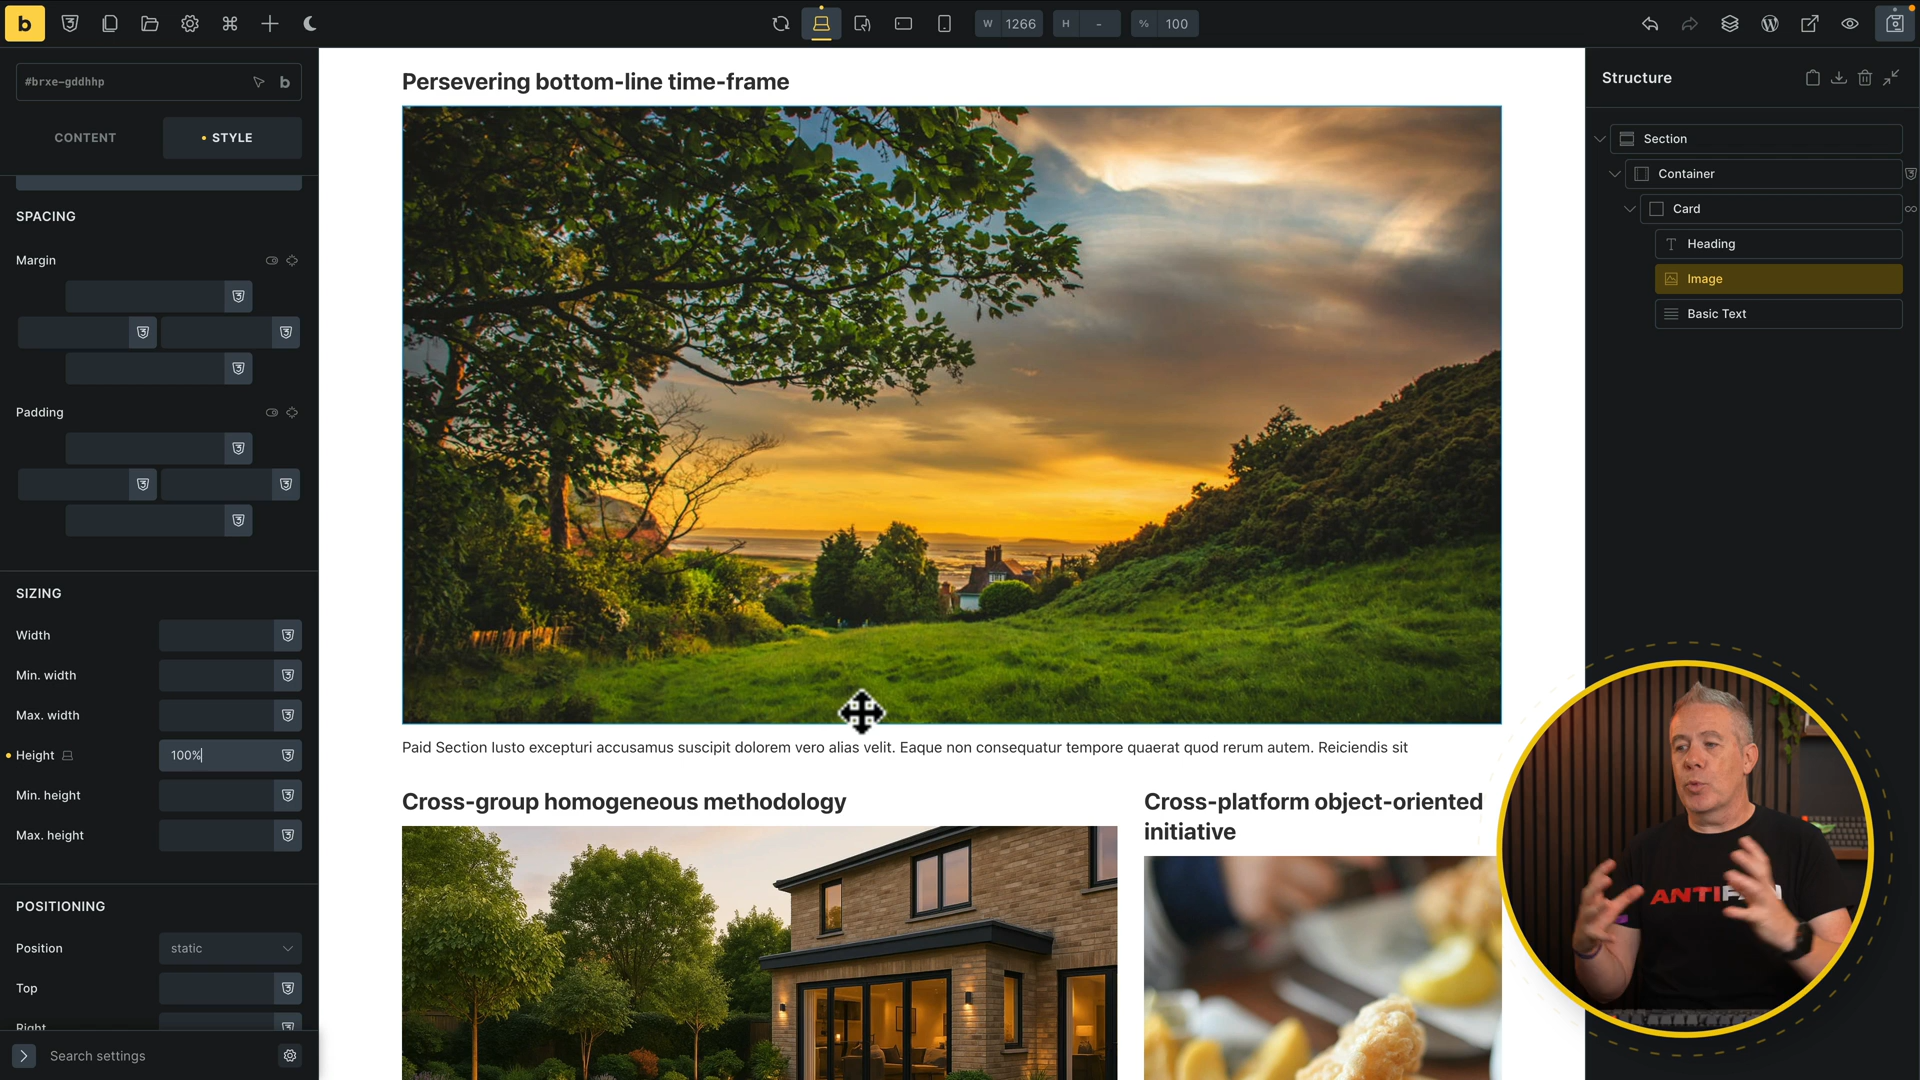 b
W 1266
H -
% 100
#brxe-gddhhp
b
CONTENT
STYLE
SPACING
Margin
Padding
SIZING
Width
Min. width
Max. width
Height
100%
Min. height
Max. height
POSITIONING
Position
static
Top
Right
Search settings
Persevering bottom-line time-frame
Paid Section Iusto excepturi accusamus suscipit dolorem vero alias velit. Eaque non consequatur tempore quaerat quod rerum autem. Reiciendis sit
Cross-group homogeneous methodology
Cross-platform object-oriented
initiative
Structure
Section
Container
Card
Heading
Image
Basic Text